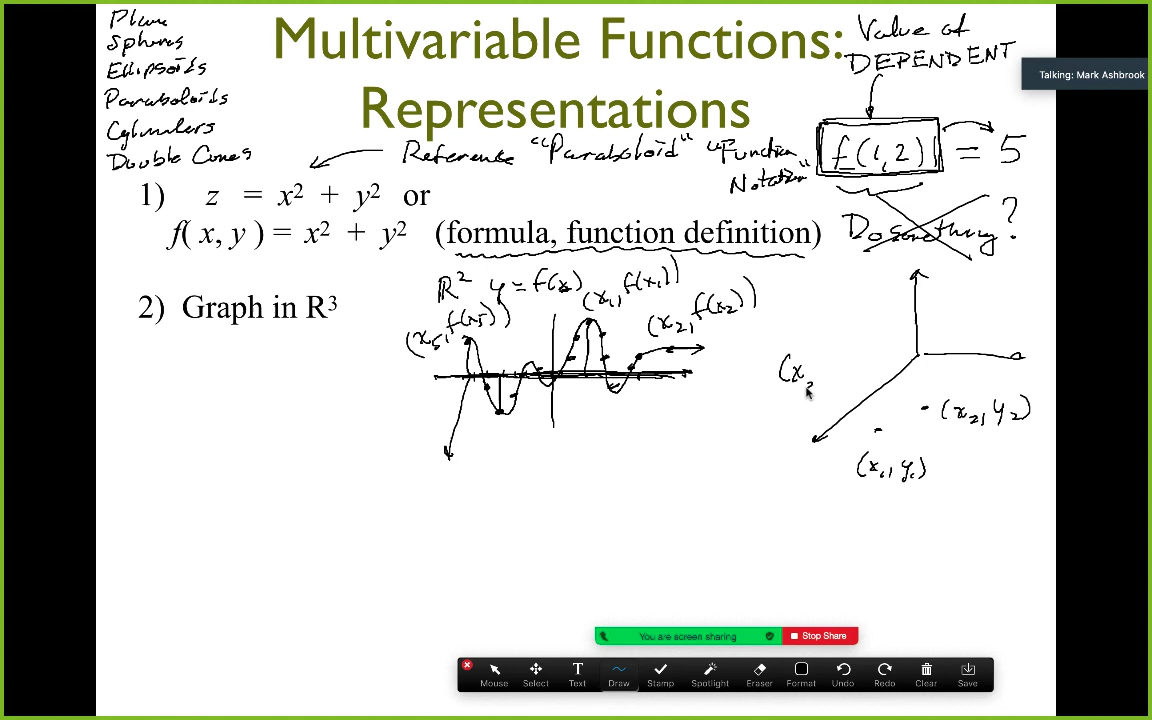 Plane
Spheres
Ellipsoids
Paraboloids
Cylinders
Double Cones
Multivariable Functions:
Representations
Value of
DEPENDENT
Talking: Mark Ashbrook
Reference "Paraboloid" "Function
Notation"
f(1,2) = 5
Do something?
1) z = x² + y² or
f( x, y ) = x² + y² (formula, function definition)
2) Graph in R³
R² y = f(x)
(x₅, f(x₅))
(x₁, f(x₁))
(x₂, f(x₂))
(x
(x₂, y₂)
(x₁, y₁)
You are screen sharing
Stop Share
Mouse Select Text Draw Stamp Spotlight Eraser Format Undo Redo Clear Save